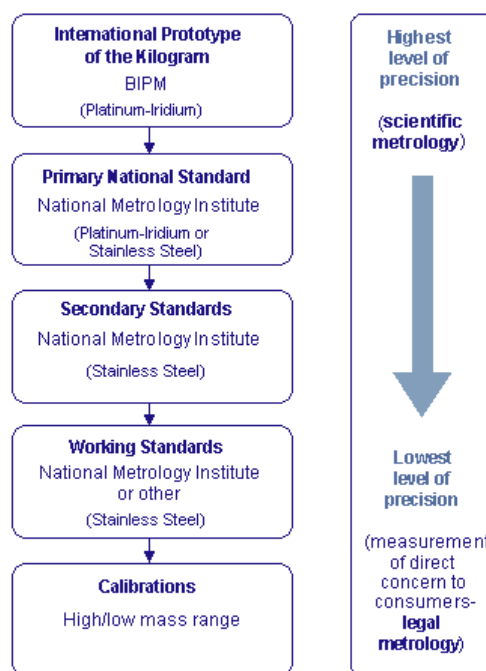 International Prototype
of the Kilogram
BIPM
(Platinum-Iridium)
Primary National Standard
National Metrology Institute
(Platinum-Iridium or
Stainless Steel)
Secondary Standards
National Metrology Institute
(Stainless Steel)
Working Standards
National Metrology Institute
or other
(Stainless Steel)
Calibrations
High/low mass range
Highest
level of
precision
(scientific
metrology)
Lowest
level of
precision
(measurement
of direct
concern to
consumers-
legal
metrology)